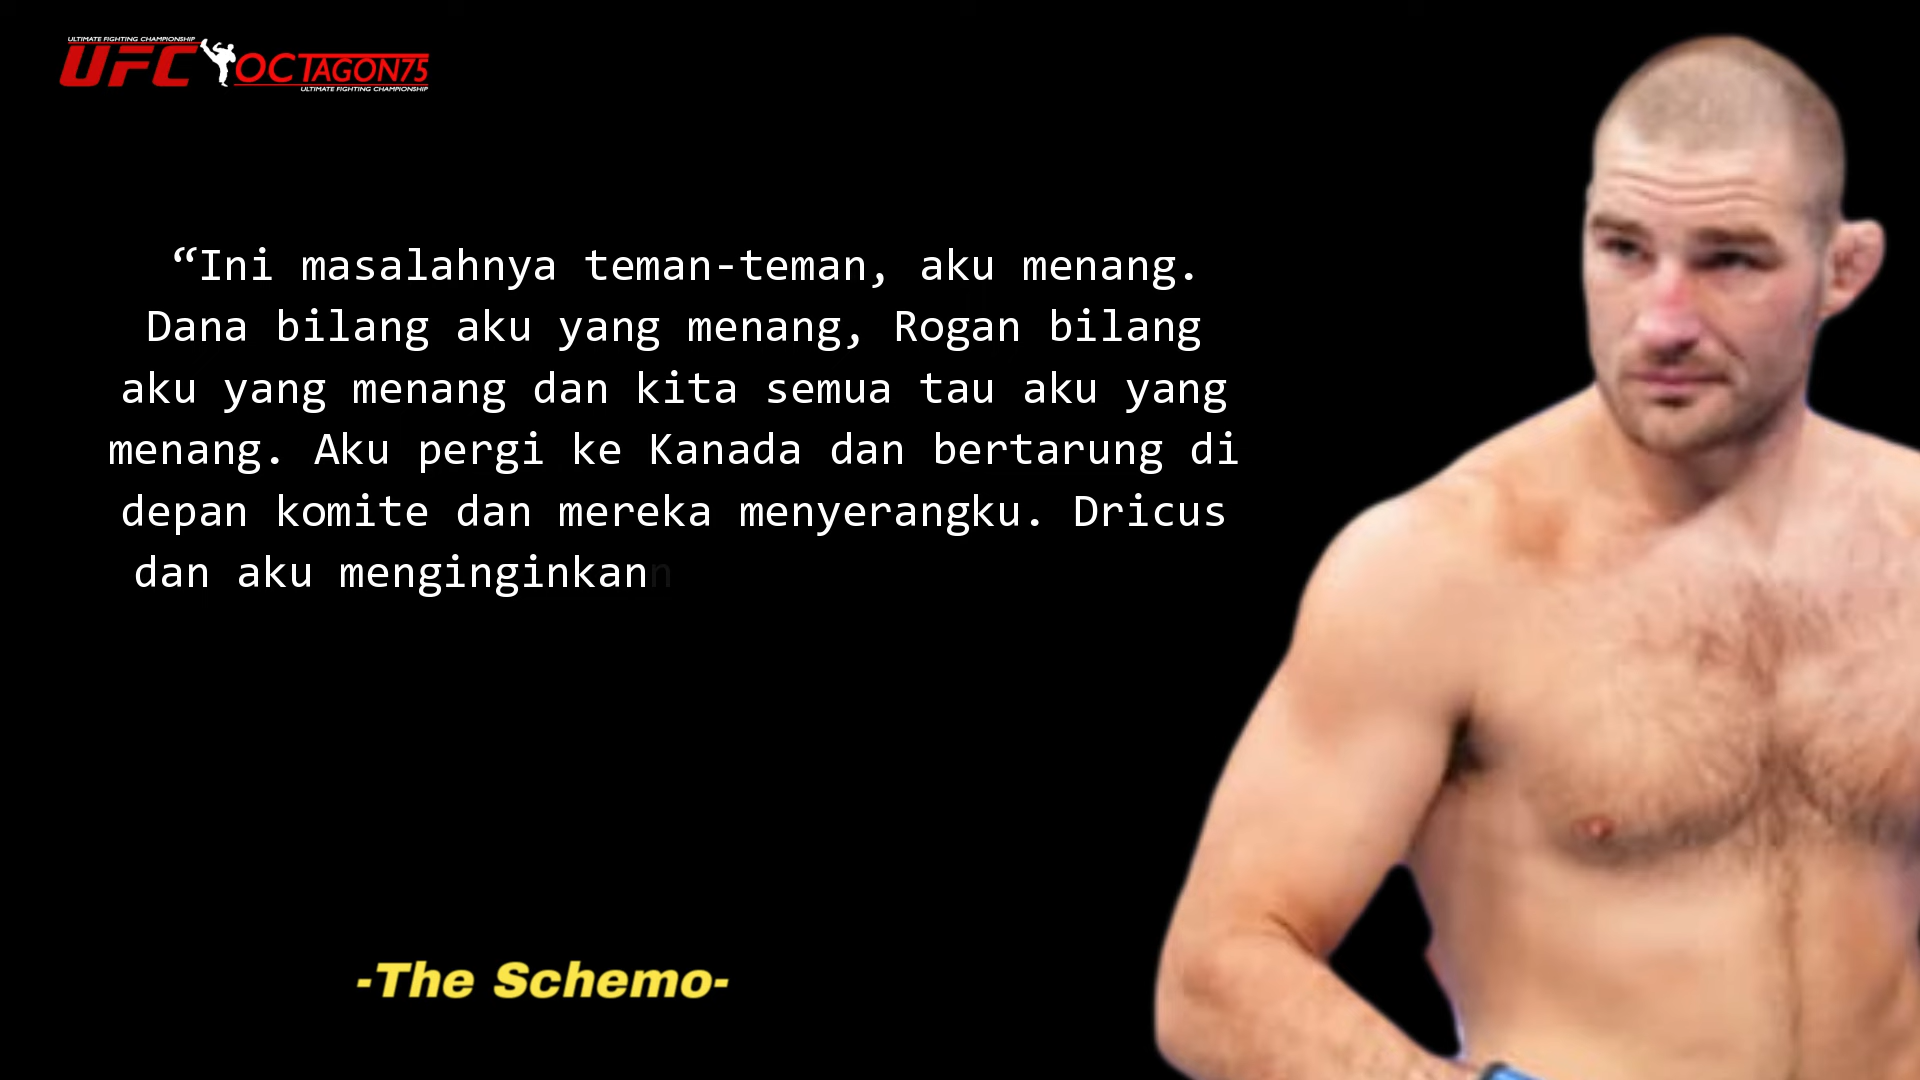 ULTIMATE FIGHTING CHAMPIONSHIP
UFC OCTAGON75
ULTIMATE FIGHTING CHAMPIONSHIP
“Ini masalahnya teman-teman, aku menang.
Dana bilang aku yang menang, Rogan bilang
aku yang menang dan kita semua tau aku yang
menang. Aku pergi ke Kanada dan bertarung di
depan komite dan mereka menyerangku. Dricus
dan aku menginginkann
-The Schemo-